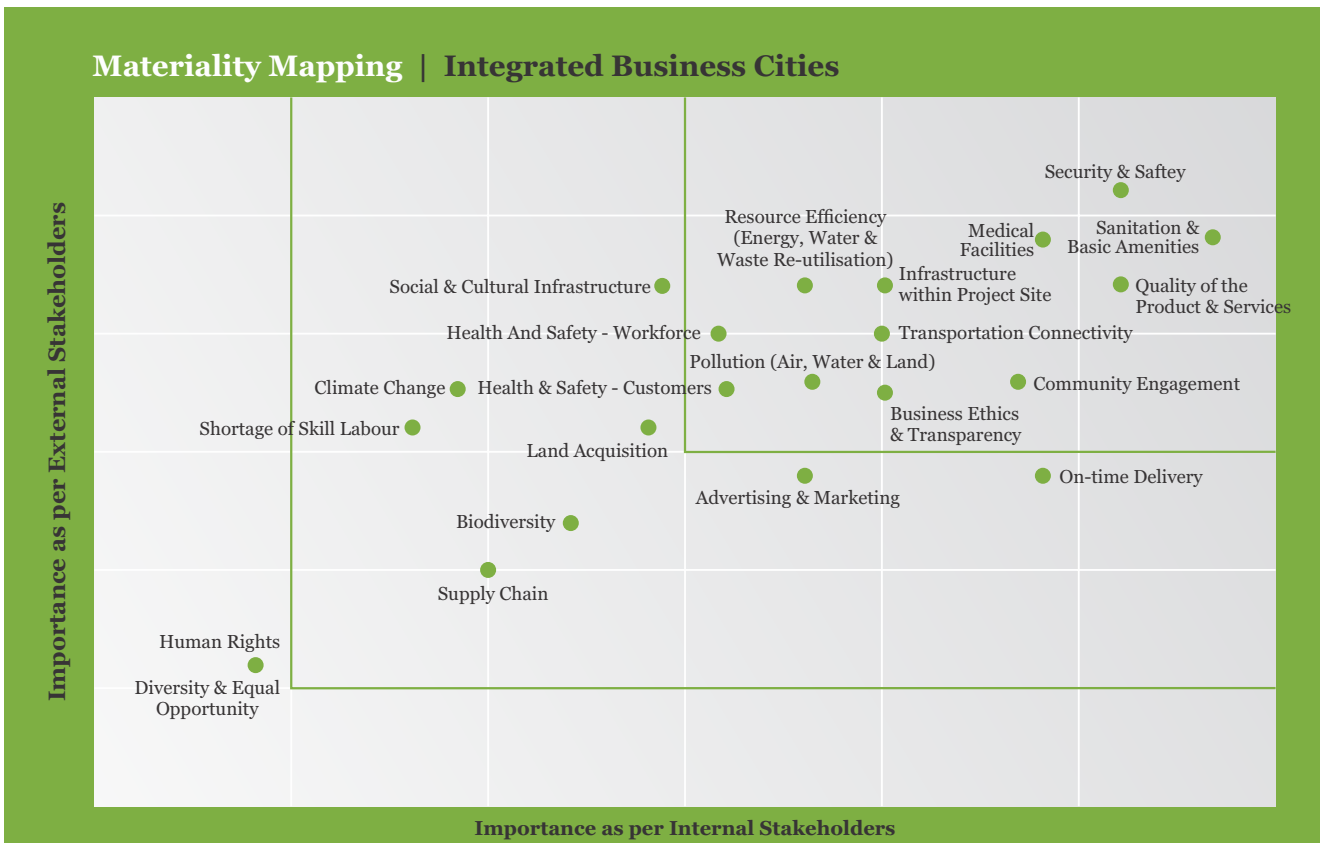 Materiality Mapping | Integrated Business Cities
Importance as per External Stakeholders
Security & Saftey
Resource Efficiency
(Energy, Water &
Waste Re-utilisation)
Medical
Facilities
Sanitation &
Basic Amenities
Social & Cultural Infrastructure
Infrastructure
within Project Site
Quality of the
Product & Services
Health And Safety - Workforce
Transportation Connectivity
Pollution (Air, Water & Land)
Climate Change
Health & Safety - Customers
Community Engagement
Business Ethics
& Transparency
Shortage of Skill Labour
Land Acquisition
Advertising & Marketing
On-time Delivery
Biodiversity
Supply Chain
Human Rights
Diversity & Equal
Opportunity
Importance as per Internal Stakeholders